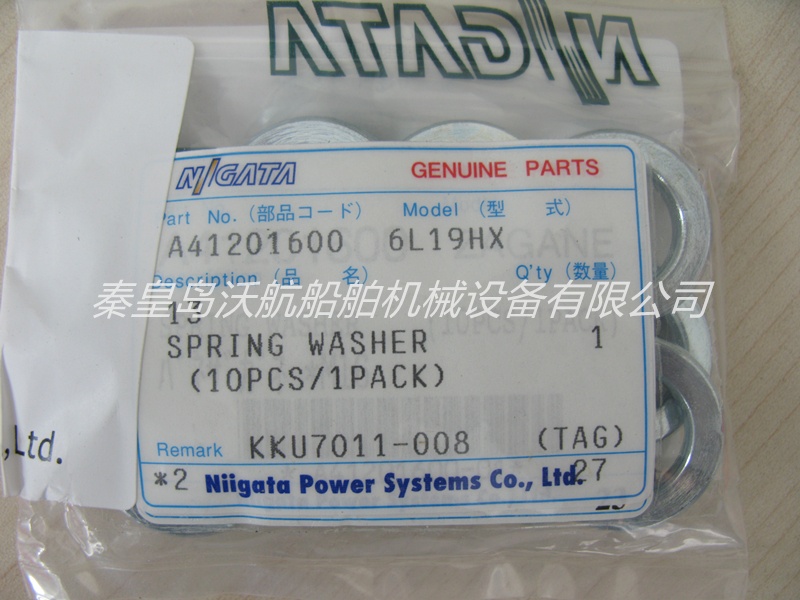 NIIGATA
NIIGATA
GENUINE PARTS
Part No.(部品コード) Model (型 式)
A41201600 6L19HX
Description (品 名) Q'ty (数量)
秦皇岛沃航船舶机械设备有限公司
13
SPRING WASHER 1
(10PCS/1PACK)
,Ltd.
Remark KKU7011-008 (TAG)
*2 Niigata Power Systems Co., Ltd. 27